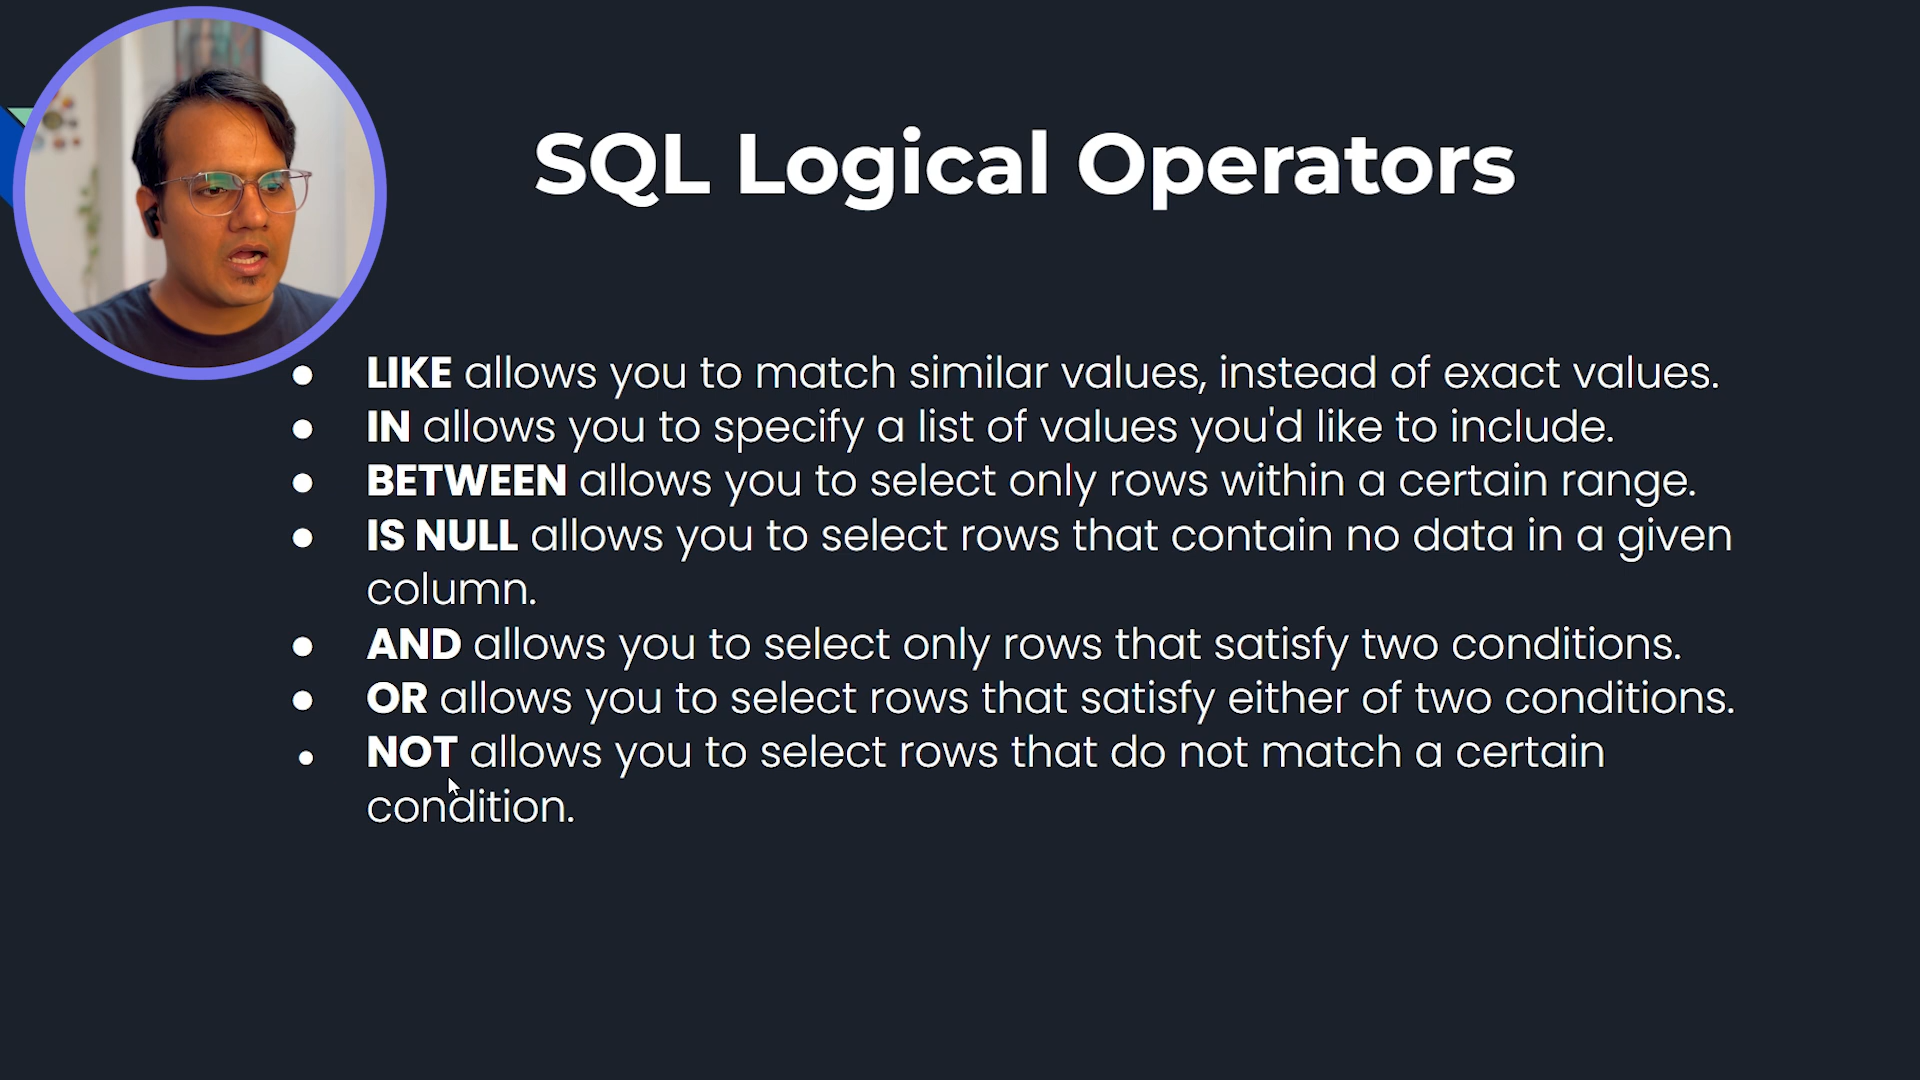 SQL Logical Operators
● LIKE allows you to match similar values, instead of exact values.
● IN allows you to specify a list of values you'd like to include.
● BETWEEN allows you to select only rows within a certain range.
● IS NULL allows you to select rows that contain no data in a given
column.
● AND allows you to select only rows that satisfy two conditions.
● OR allows you to select rows that satisfy either of two conditions.
● NOT allows you to select rows that do not match a certain
condition.